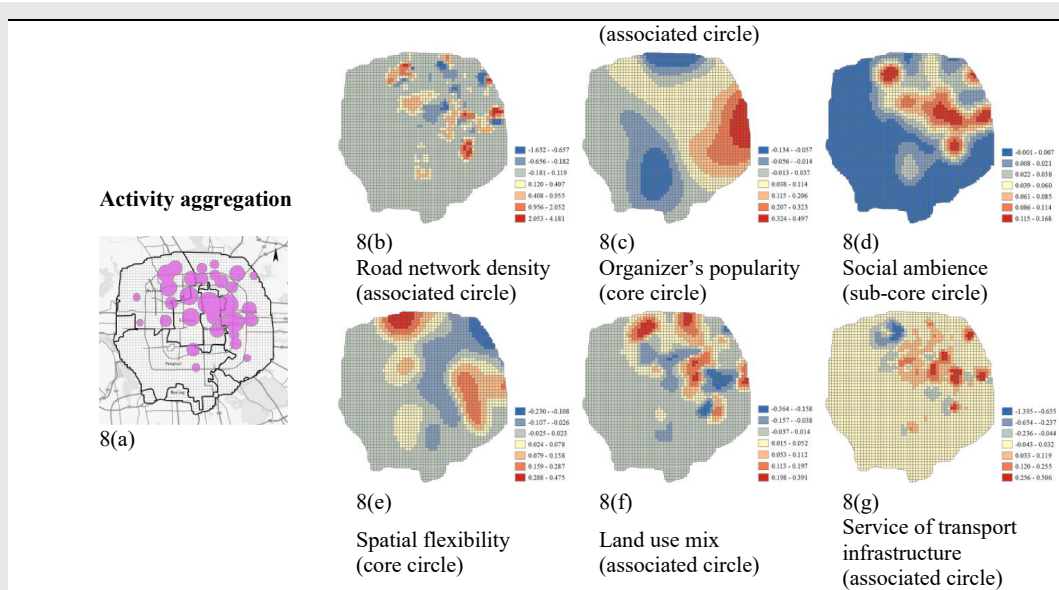 (associated circle)
Activity aggregation
8(a)
-1.632 - -0.657
-0.656 - -0.182
-0.181 - 0.119
0.120 - 0.407
0.408 - 0.955
0.956 - 2.052
2.053 - 4.181
8(b)
Road network density
(associated circle)
-0.134 - -0.057
-0.056 - -0.014
-0.013 - 0.037
0.038 - 0.114
0.115 - 0.206
0.207 - 0.323
0.324 - 0.497
8(c)
Organizer's popularity
(core circle)
-0.001 - 0.007
0.008 - 0.021
0.022 - 0.038
0.039 - 0.060
0.061 - 0.085
0.086 - 0.114
0.115 - 0.168
8(d)
Social ambience
(sub-core circle)
-0.230 - -0.108
-0.107 - -0.026
-0.025 - 0.023
0.024 - 0.078
0.079 - 0.158
0.159 - 0.287
0.288 - 0.475
8(e)
Spatial flexibility
(core circle)
-0.364 - -0.158
-0.157 - -0.038
-0.037 - 0.014
0.015 - 0.052
0.053 - 0.112
0.113 - 0.197
0.198 - 0.391
8(f)
Land use mix
(associated circle)
-1.395 - -0.655
-0.654 - -0.237
-0.236 - -0.044
-0.043 - 0.032
0.033 - 0.119
0.120 - 0.255
0.256 - 0.506
8(g)
Service of transport
infrastructure
(associated circle)